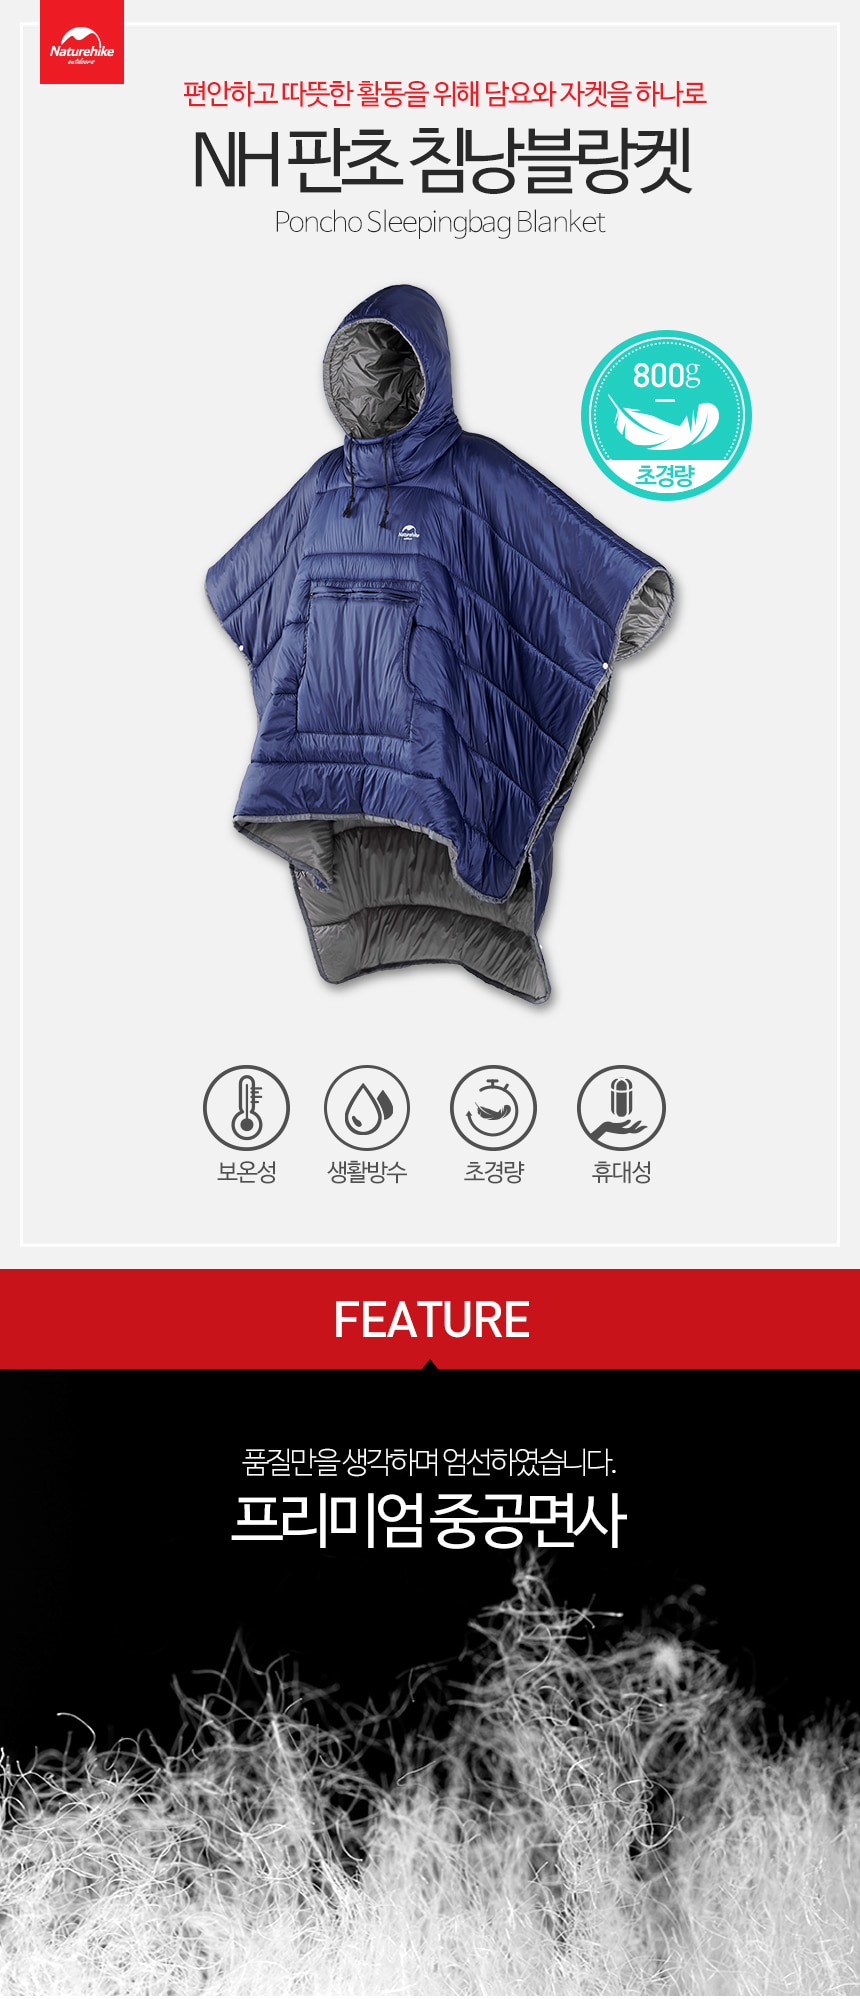 Naturehike
outdoors
편안하고 따뜻한 활동을 위해 담요와 자켓을 하나로
NH 판초 침낭블랑켓
Poncho Sleepingbag Blanket
800g
초경량
Naturehike
보온성
생활방수
초경량
휴대성
FEATURE
품질만을 생각하며 엄선하였습니다.
프리미엄 중공면사